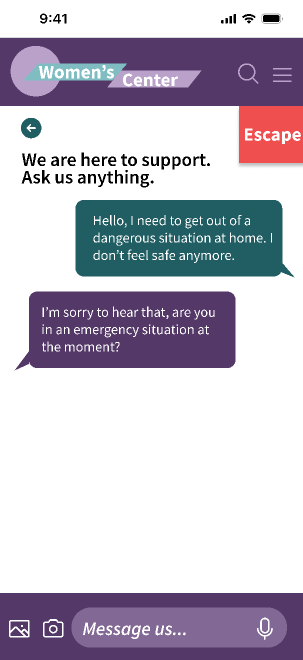 9:41
Women's
Center
Escape
We are here to support.
Ask us anything.
Hello, I need to get out of a
dangerous situation at home. I
don't feel safe anymore.
I'm sorry to hear that, are you
in an emergency situation at
the moment?
Message us...